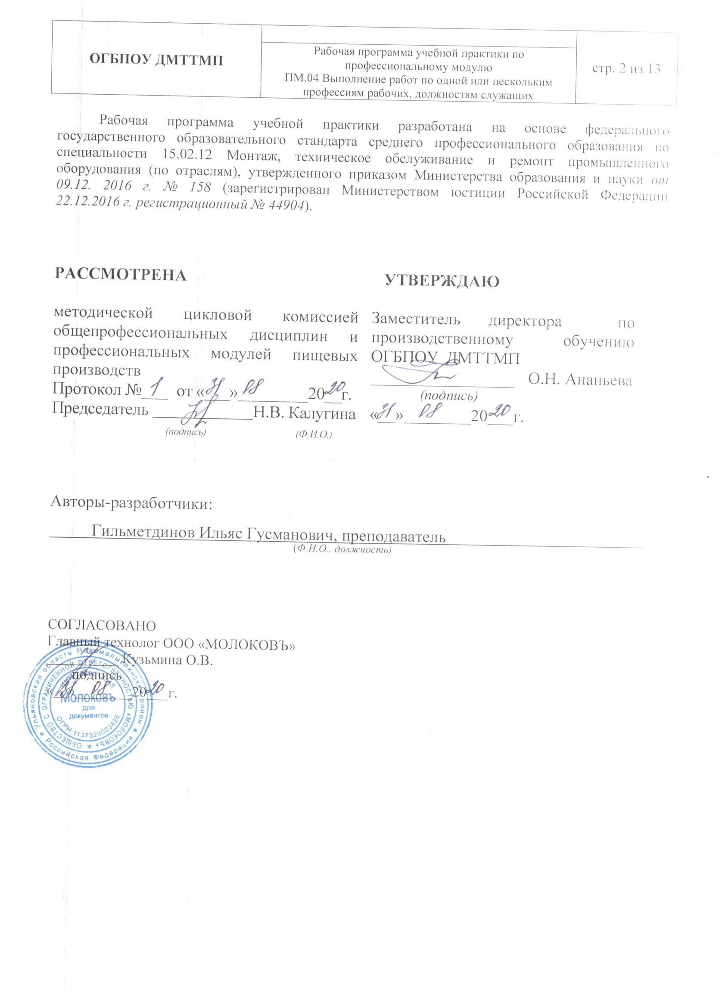 ОГБПОУ ДМТТМП
Рабочая программа учебной практики по
профессиональному модулю
ПМ.04 Выполнение работ по одной или нескольким
профессиям рабочих, должностям служащих
стр. 2 из 13
Рабочая программа учебной практики разработана на основе федерального
государственного образовательного стандарта среднего профессионального образования по
специальности 15.02.12 Монтаж, техническое обслуживание и ремонт промышленного
оборудования (по отраслям), утвержденного приказом Министерства образования и науки от
09.12. 2016 г. № 158 (зарегистрирован Министерством юстиции Российской Федерации
22.12.2016 г. регистрационный № 44904).
РАССМОТРЕНА
методической цикловой комиссией
общепрофессиональных дисциплин и
профессиональных модулей пищевых
производств
Протокол № 1 от «31» 08 2020 г.
Председатель Н.В. Калугина
(подпись) (Ф.И.О.)
УТВЕРЖДАЮ
Заместитель директора по
производственному обучению
ОГБПОУ ДМТТМП
О.Н. Ананьева
(подпись)
«31» 08 2020 г.
Авторы-разработчики:
Гильметдинов Ильяс Гусманович, преподаватель
(Ф.И.О., должность)
СОГЛАСОВАНО
Главный технолог ООО «МОЛОКОВЪ»
Кузьмина О.В.
подпись
«31» 08 2020 г.
Российская Федерация * Ульяновская область Новомалыклинский район *
ОБЩЕСТВО С ОГРАНИЧЕННОЙ ОТВЕТСТВЕННОСТЬЮ «МОЛОКОВЪ» *
ИНН
МОЛОКОВЪ
для
документов
ОГРН 1137329003426